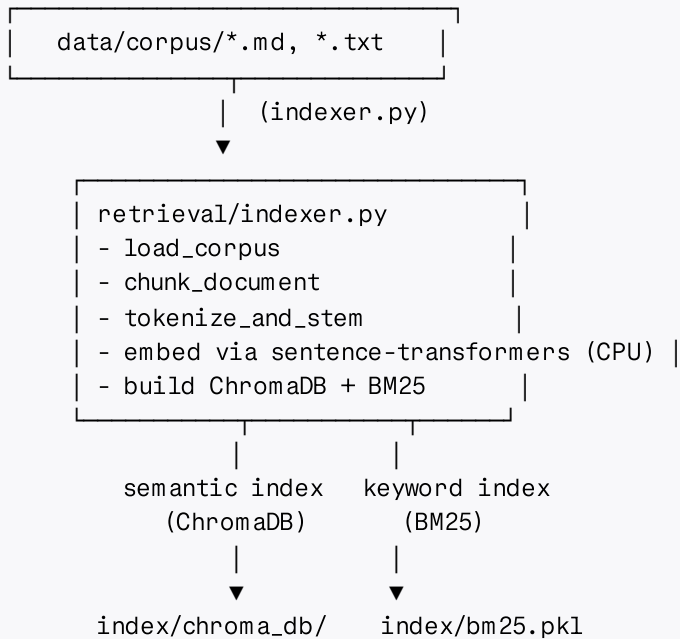 data/corpus/*.md, *.txt
(indexer.py)
retrieval/indexer.py
- load_corpus
- chunk_document
- tokenize_and_stem
- embed via sentence-transformers (CPU)
- build ChromaDB + BM25
semantic index keyword index
(ChromaDB) (BM25)
index/chroma_db/ index/bm25.pkl